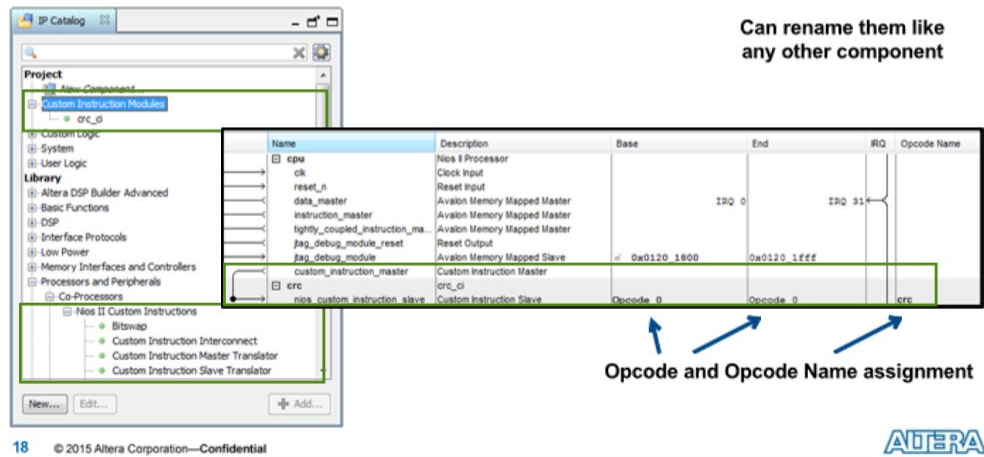 IP Catalog
Can rename them like
any other component
Project
New Component...
Custom Instruction Modules
crc_ci
Custom Logic
System
User Logic
Library
Altera DSP Builder Advanced
Basic Functions
DSP
Interface Protocols
Low Power
Memory Interfaces and Controllers
Processors and Peripherals
Co-Processors
Nios II Custom Instructions
Bitswap
Custom Instruction Interconnect
Custom Instruction Master Translator
Custom Instruction Slave Translator
New... Edit... Add...
Name Description Base End IRQ Opcode Name
cpu Nios II Processor
clk Clock Input
reset_n Reset Input
data_master Avalon Memory Mapped Master IRQ 0 IRQ 31
instruction_master Avalon Memory Mapped Master
tightly_coupled_instruction_ma... Avalon Memory Mapped Master
jtag_debug_module_reset Reset Output
jtag_debug_module Avalon Memory Mapped Slave 0x0120_1800 0x0120_1fff
custom_instruction_master Custom Instruction Master
crc crc_ci
nios_custom_instruction_slave Custom Instruction Slave Opcode 0 Opcode 0 crc
Opcode and Opcode Name assignment
18 © 2015 Altera Corporation—Confidential
ALTERA